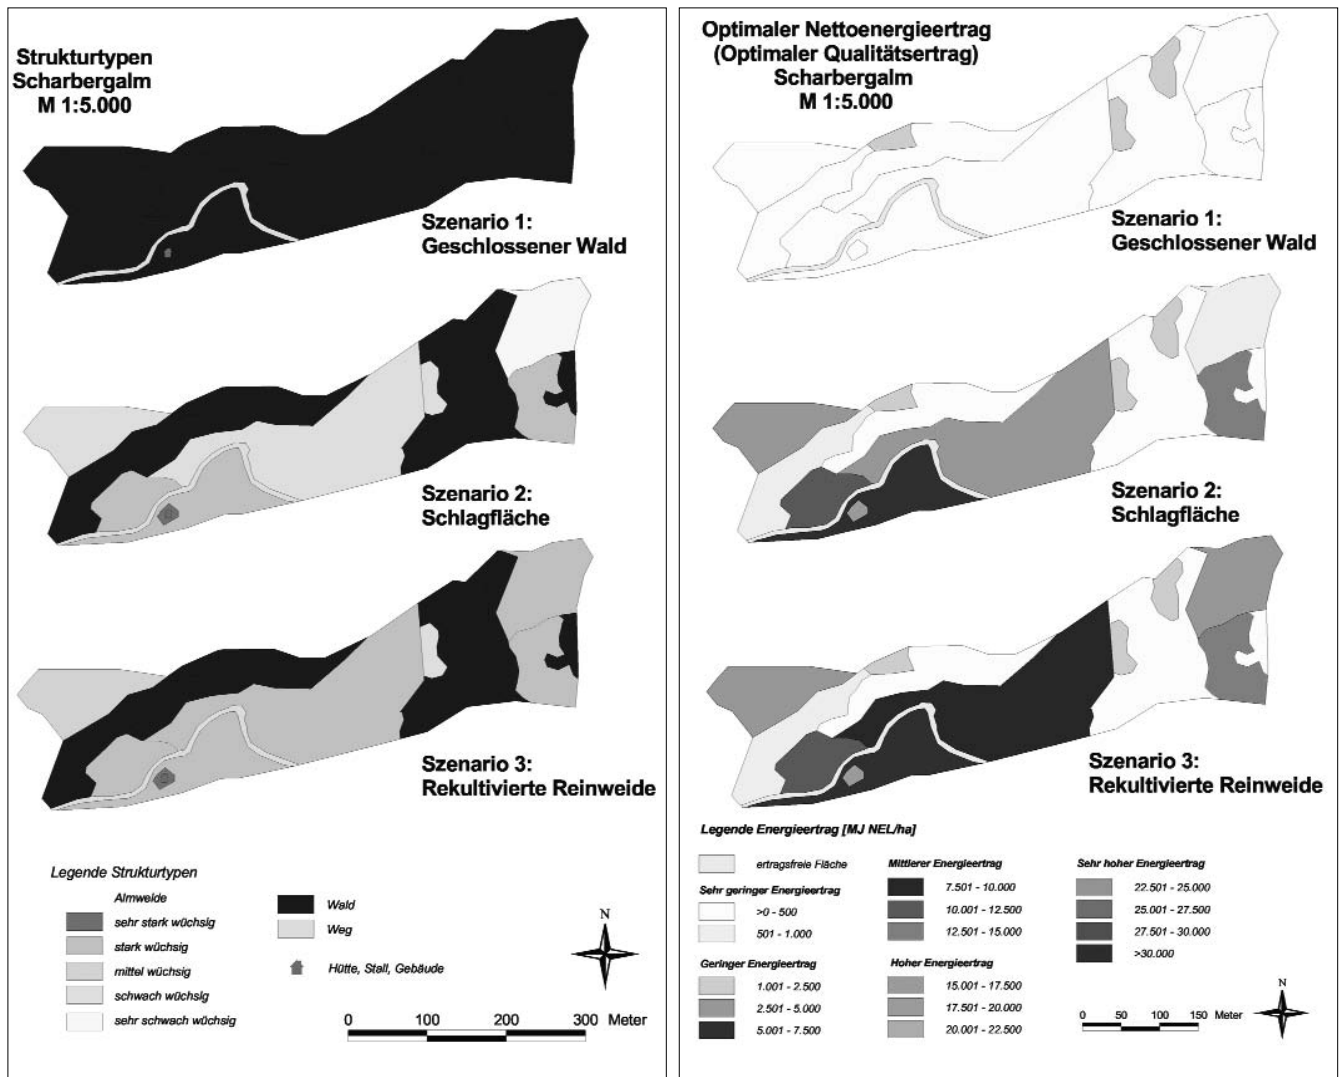 Strukturtypen
Scharbergalm
M 1:5.000
Szenario 1:
Geschlossener Wald
Szenario 2:
Schlagfläche
Szenario 3:
Rekultivierte Reinweide
Legende Strukturtypen
Almweide
sehr stark wüchsig
stark wüchsig
mittel wüchsig
schwach wüchsig
sehr schwach wüchsig
Wald
Weg
Hütte, Stall, Gebäude
N
0 100 200 300 Meter
Optimaler Nettoenergieertrag
(Optimaler Qualitätsertrag)
Scharbergalm
M 1:5.000
Szenario 1:
Geschlossener Wald
Szenario 2:
Schlagfläche
Szenario 3:
Rekultivierte Reinweide
Legende Energieertrag [MJ NEL/ha]
ertragsfreie Fläche
Sehr geringer Energieertrag
>0 - 500
501 - 1.000
Geringer Energieertrag
1.001 - 2.500
2.501 - 5.000
5.001 - 7.500
Mittlerer Energieertrag
7.501 - 10.000
10.001 - 12.500
12.501 - 15.000
Hoher Energieertrag
15.001 - 17.500
17.501 - 20.000
20.001 - 22.500
Sehr hoher Energieertrag
22.501 - 25.000
25.001 - 27.500
27.501 - 30.000
>30.000
N
0 50 100 150 Meter